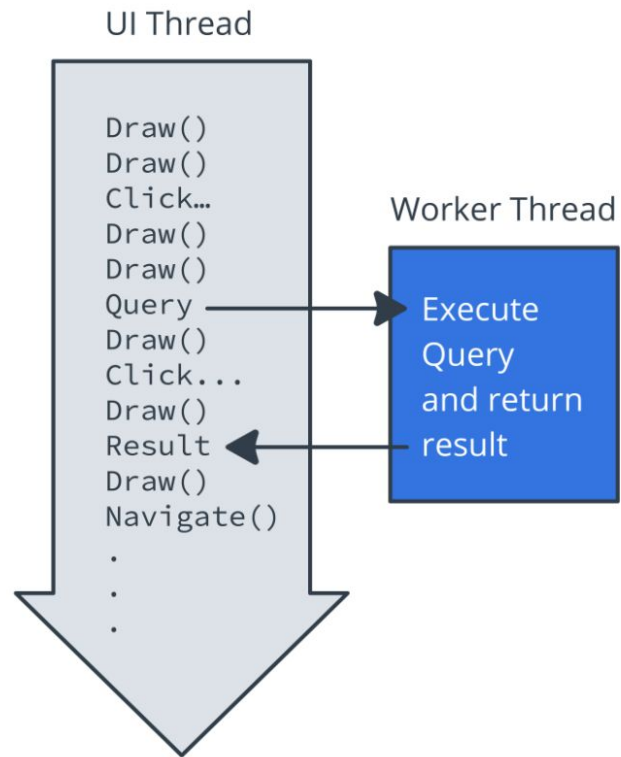 UI Thread
Draw()
Draw()
Click…
Draw()
Draw()
Query
Draw()
Click...
Draw()
Result
Draw()
Navigate()
.
.
.
Worker Thread
Execute
Query
and return
result